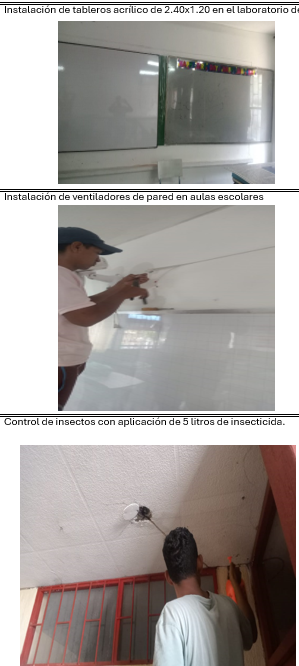 Instalación de tableros acrílico de 2.40x1.20 en el laboratorio de
Instalación de ventiladores de pared en aulas escolares
Control de insectos con aplicación de 5 litros de insecticida.